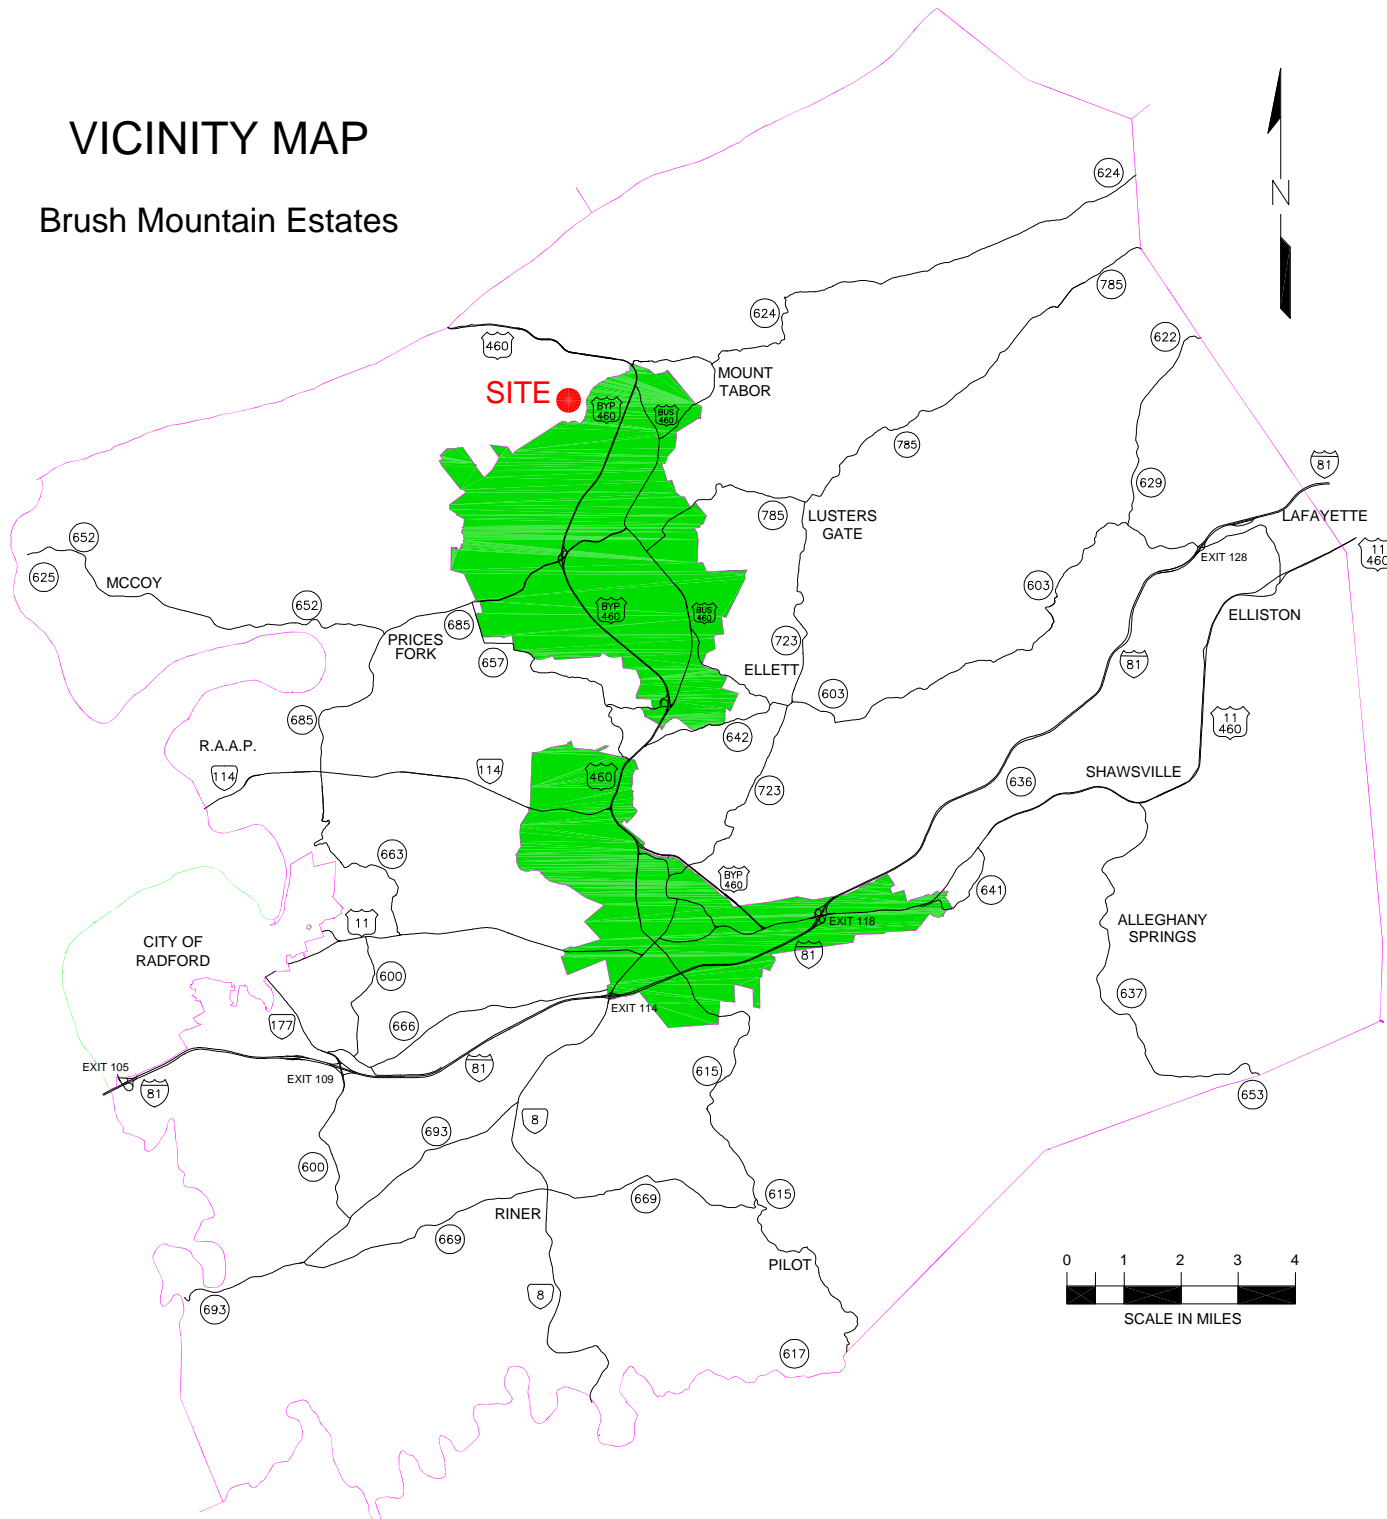 VICINITY MAP
Brush Mountain Estates
N
624
785
624
622
460
MOUNT
TABOR
SITE
BYP
460
BUS
460
785
81
629
LAFAYETTE
785
LUSTERS
GATE
652
11
460
EXIT 128
625
MCCOY
603
652
BYP
460
BUS
460
ELLISTON
685
PRICES
FORK
723
657
81
ELLETT
603
685
11
460
642
R.A.A.P.
114
114
460
SHAWSVILLE
636
723
663
BYP
460
641
11
EXIT 118
ALLEGHANY
SPRINGS
CITY OF
RADFORD
81
600
637
EXIT 114
177
666
EXIT 105
81
EXIT 109
81
615
653
8
693
600
615
669
RINER
669
PILOT
0 1 2 3 4
SCALE IN MILES
8
693
617